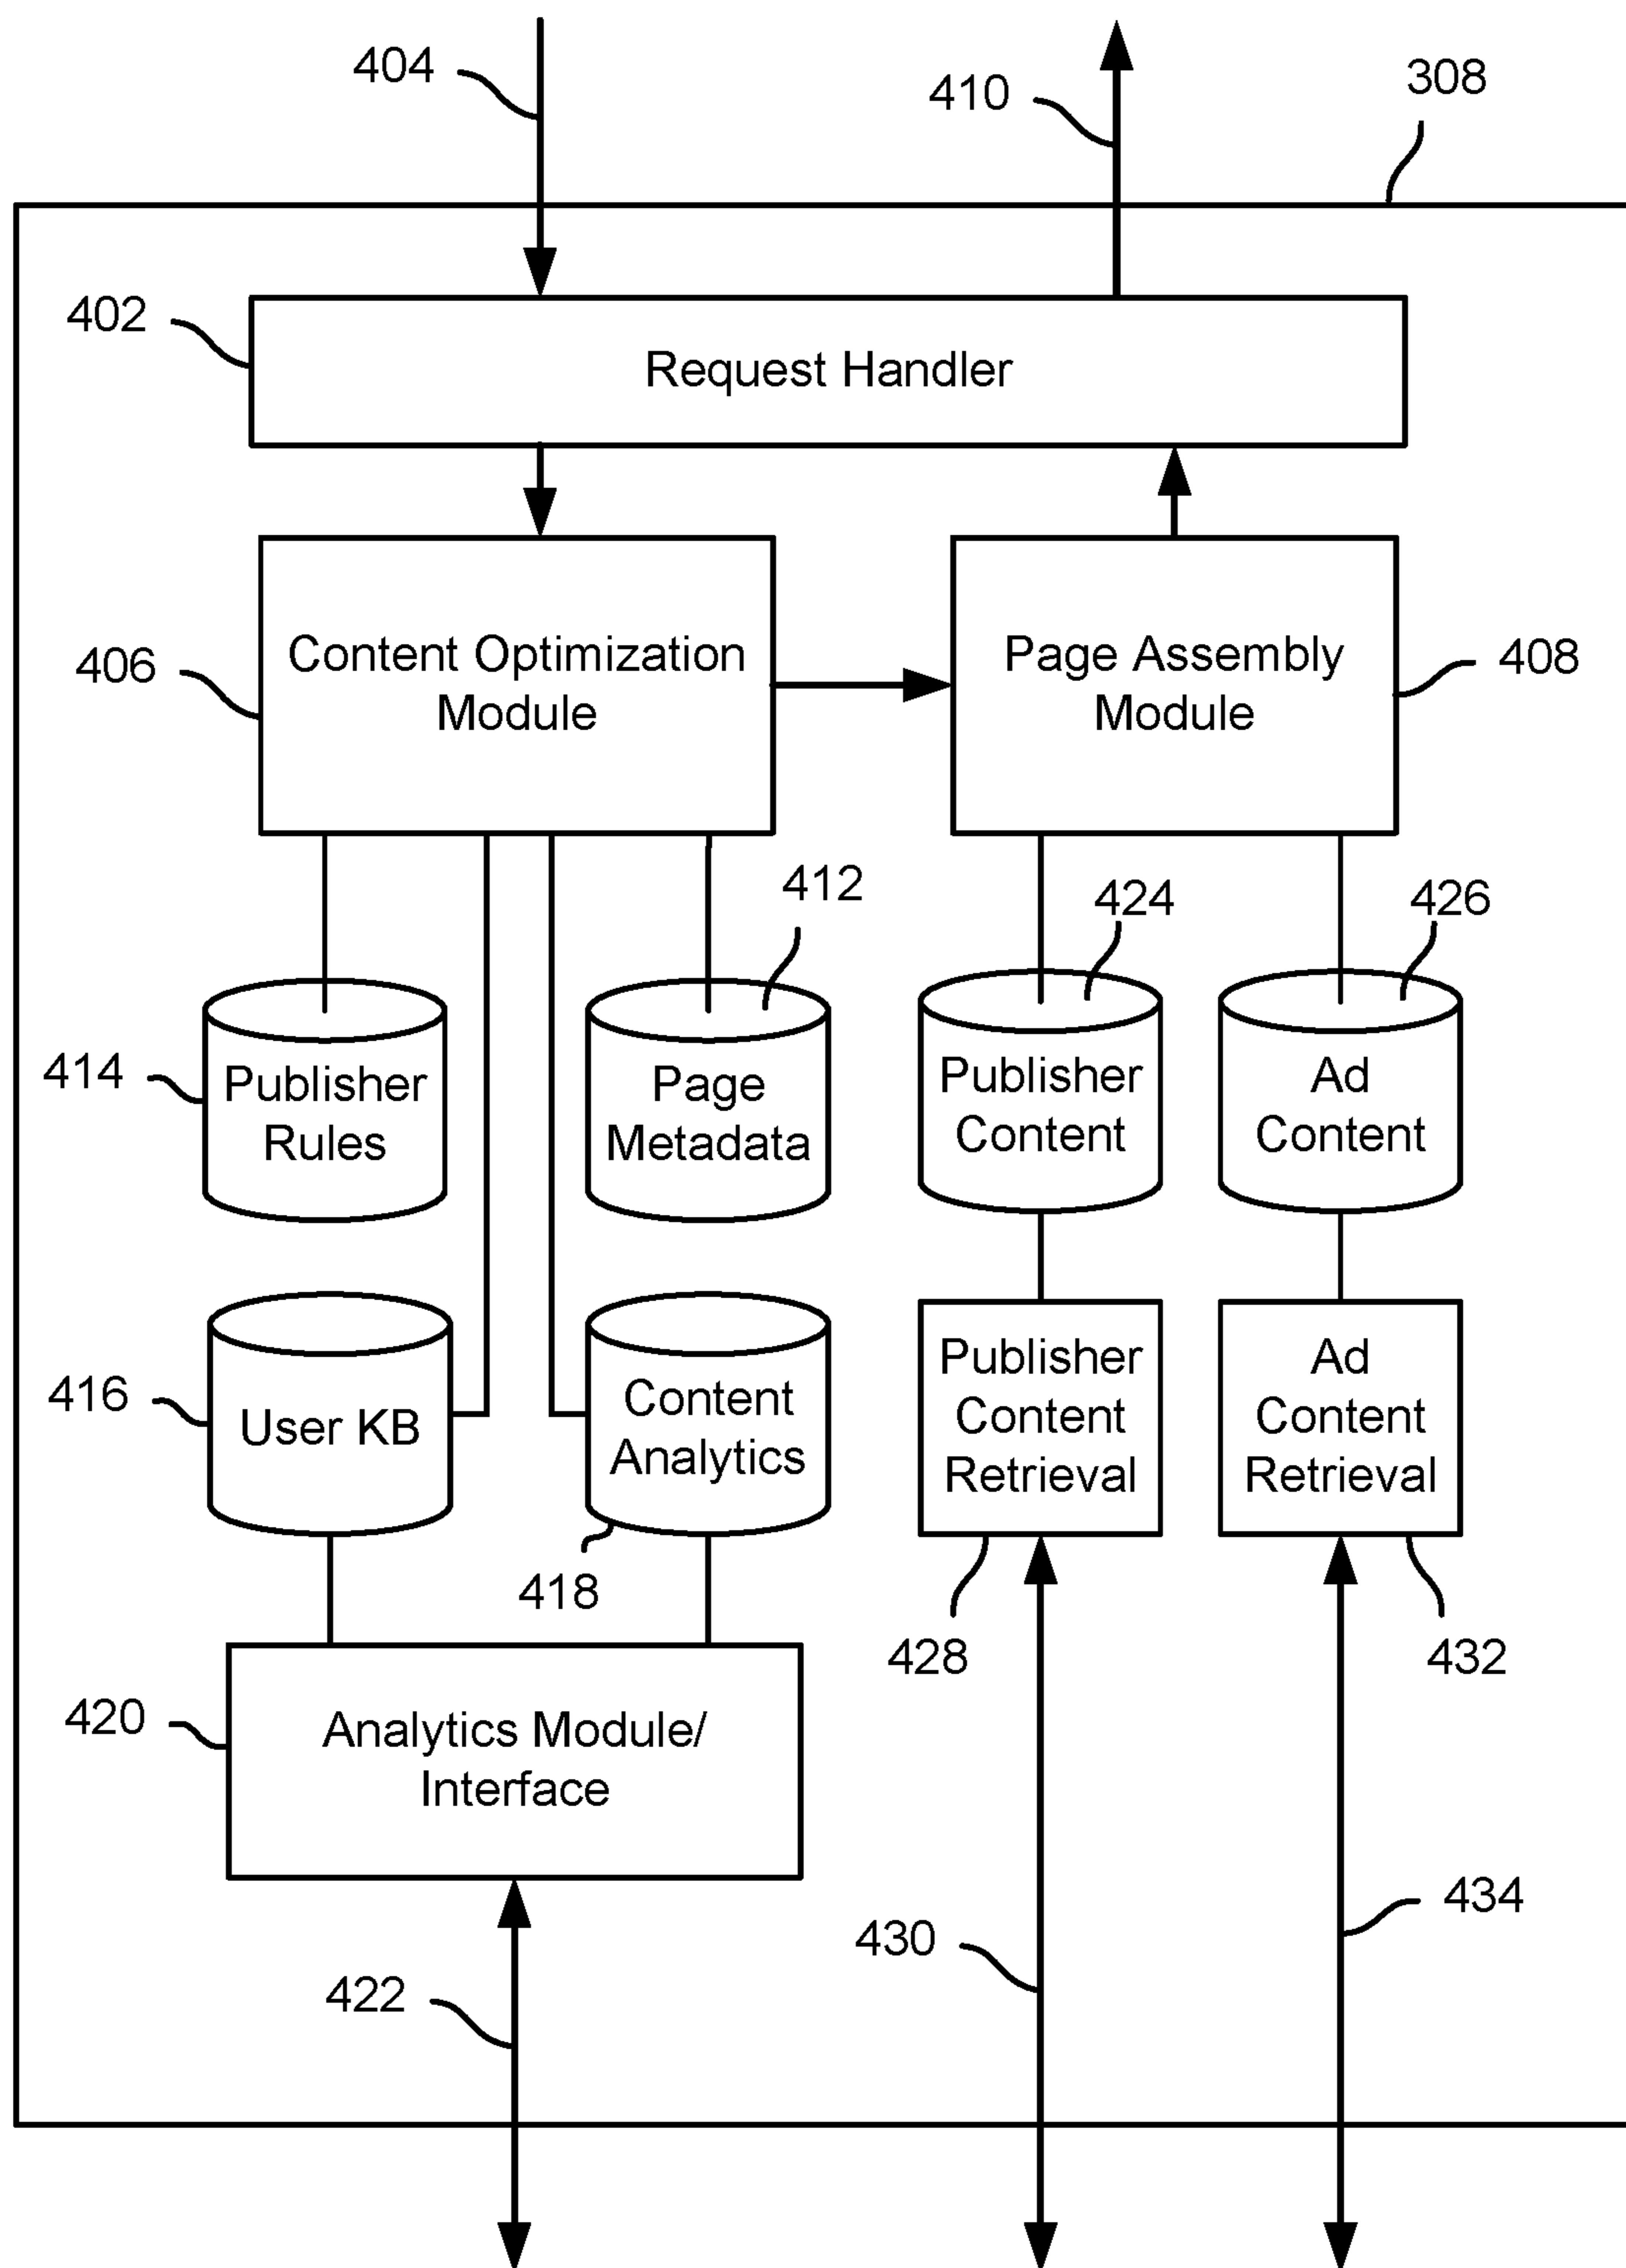 404
410
308
402
Request Handler
406
Content Optimization
Module
Page Assembly
Module
408
412
424
426
414
Publisher
Rules
Page
Metadata
Publisher
Content
Ad
Content
416
User KB
Content
Analytics
Publisher
Content
Retrieval
Ad
Content
Retrieval
418
428
432
420
Analytics Module/
Interface
434
430
422